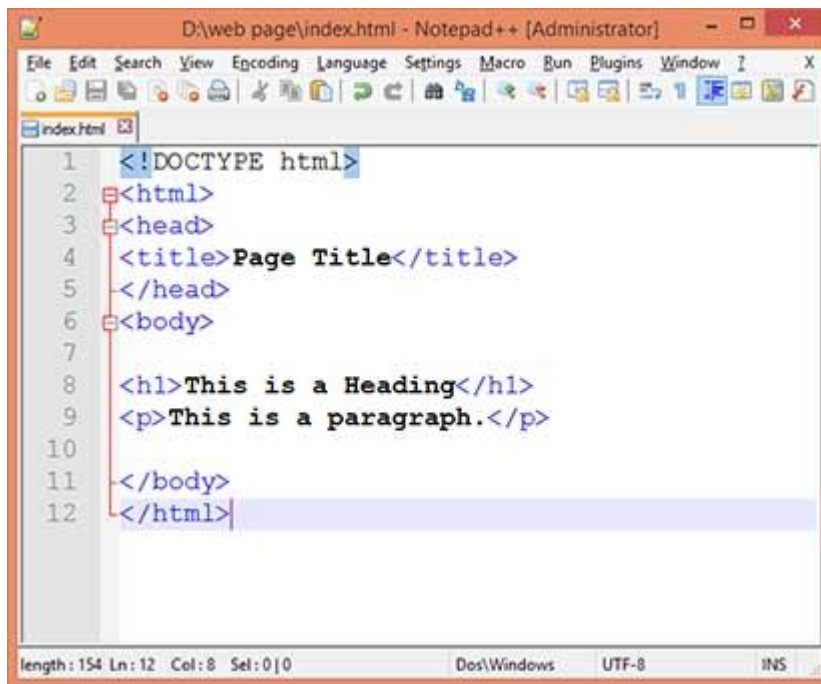 D:\web page\index.html - Notepad++ [Administrator]
File Edit Search View Encoding Language Settings Macro Run Plugins Window ? X
index.html
1 <!DOCTYPE html>
2 <html>
3 <head>
4 <title>Page Title</title>
5 </head>
6 <body>
7
8 <h1>This is a Heading</h1>
9 <p>This is a paragraph.</p>
10
11 </body>
12 </html>
length : 154 Ln : 12 Col : 8 Sel : 0 | 0 Dos\Windows UTF-8 INS